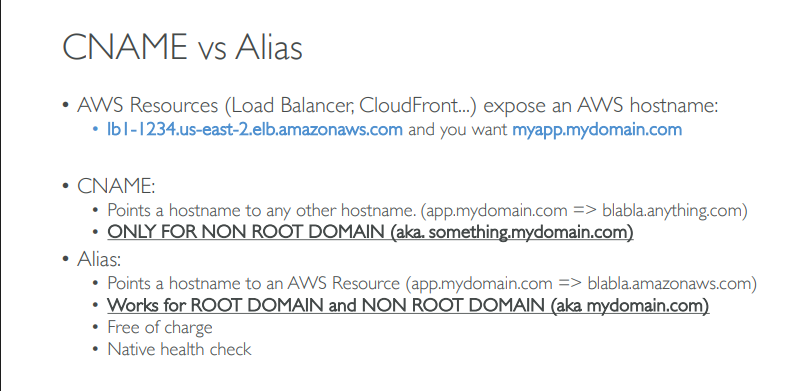 CNAME vs Alias
• AWS Resources (Load Balancer, CloudFront...) expose an AWS hostname:
• lb1-1234.us-east-2.elb.amazonaws.com and you want myapp.mydomain.com
• CNAME:
• Points a hostname to any other hostname. (app.mydomain.com => blabla.anything.com)
• ONLY FOR NON ROOT DOMAIN (aka. something.mydomain.com)
• Alias:
• Points a hostname to an AWS Resource (app.mydomain.com => blabla.amazonaws.com)
• Works for ROOT DOMAIN and NON ROOT DOMAIN (aka mydomain.com)
• Free of charge
• Native health check